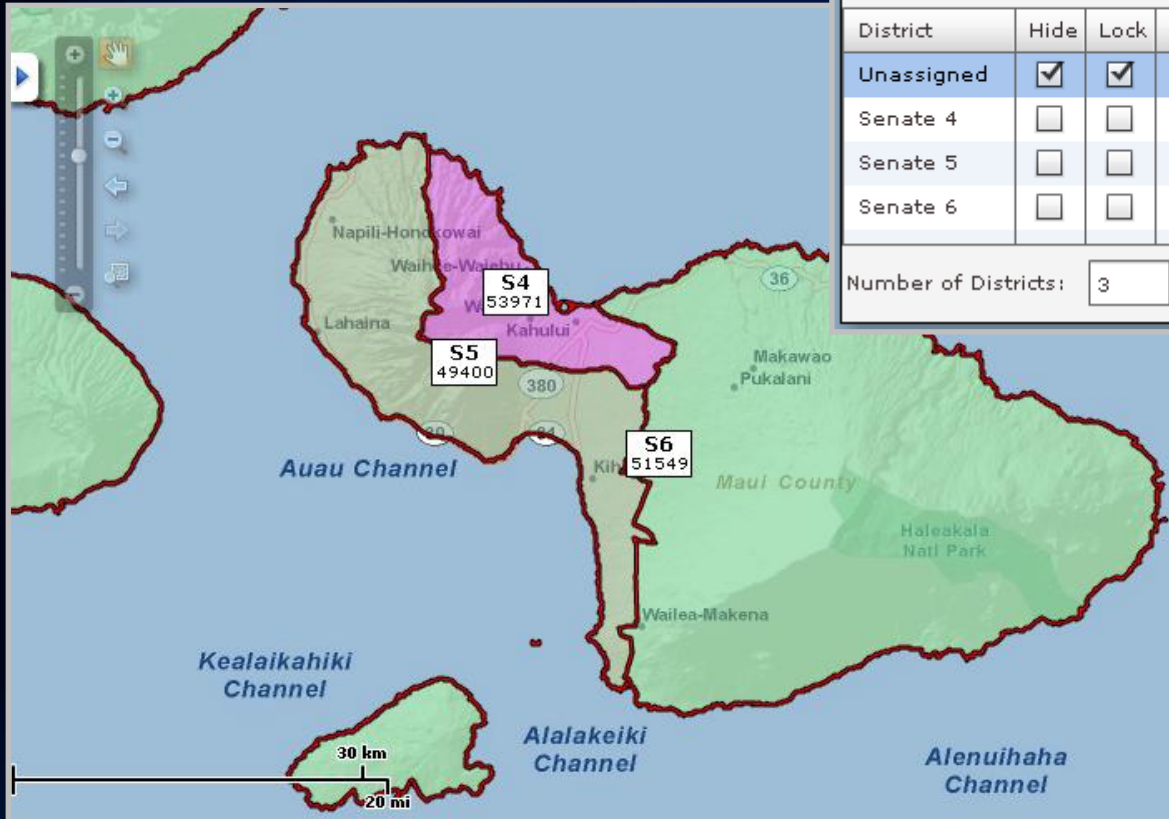 District Hide Lock
Unassigned
Senate 4
Senate 5
Senate 6
Number of Districts: 3
36
Napili-Honokowai
S4
53971
Lahaina
Kahului
S5
49400
380
Makawao
Pukalani
S6
51549
Auau Channel
Maui County
Haleakala
Natl Park
Wailea-Makena
Kealaikahiki
Channel
Alalakeiki
Channel
Alenuihaha
Channel
30 km
20 mi